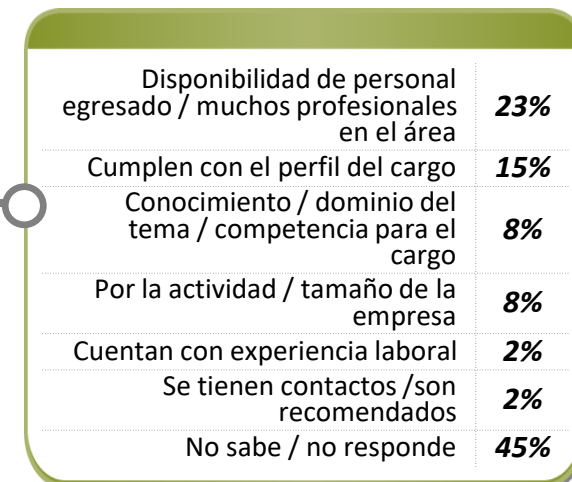 Disponibilidad de personal
egresado / muchos profesionales
en el área
23%
Cumplen con el perfil del cargo 15%
Conocimiento / dominio del
tema / competencia para el
cargo
8%
Por la actividad / tamaño de la
empresa
8%
Cuentan con experiencia laboral 2%
Se tienen contactos /son
recomendados
2%
No sabe / no responde 45%